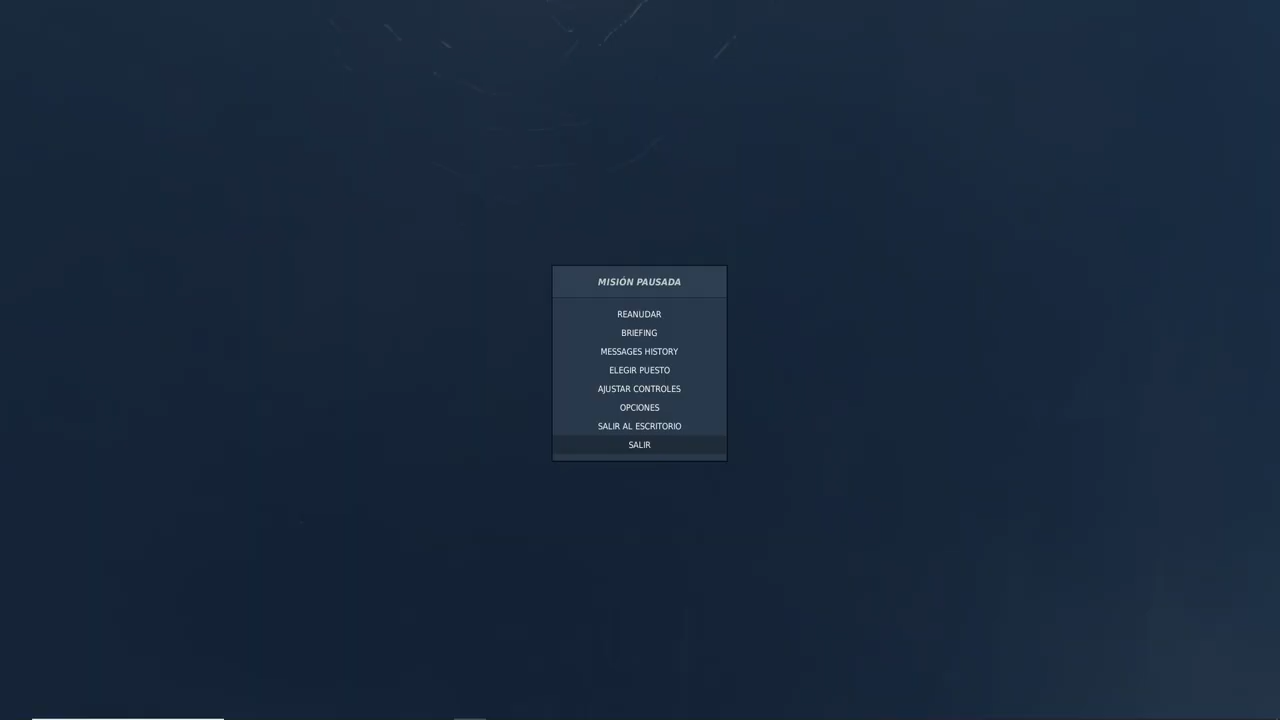 MISIÓN PAUSADA
REANUDAR
BRIEFING
MESSAGES HISTORY
ELEGIR PUESTO
AJUSTAR CONTROLES
OPCIONES
SALIR AL ESCRITORIO
SALIR